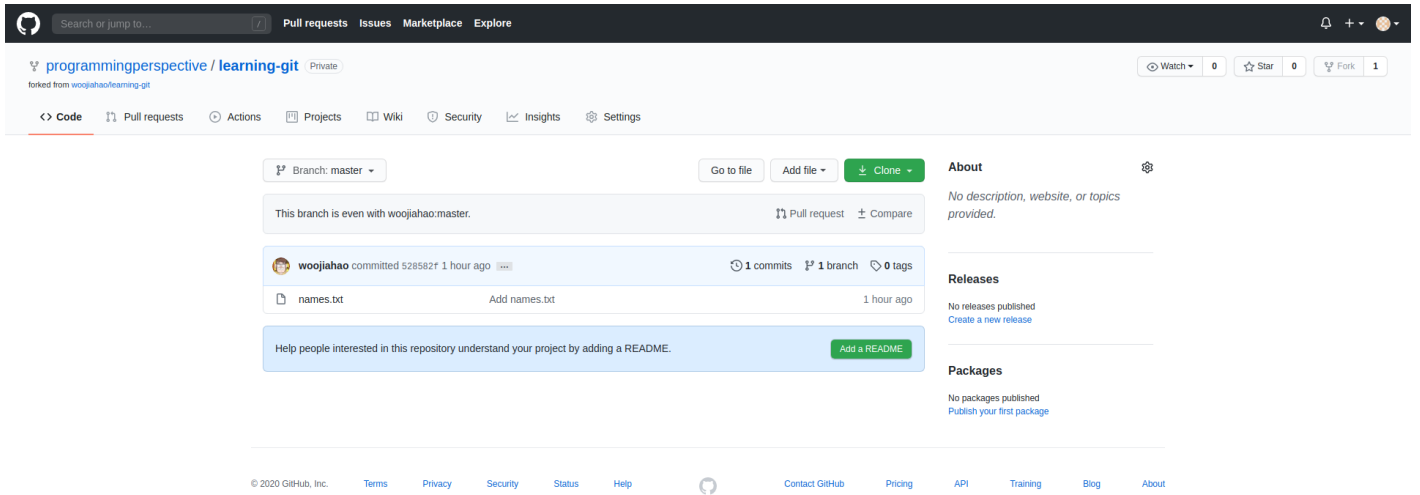 Search or jump to... / Pull requests Issues Marketplace Explore
programmingperspective / learning-git Private
Watch 0 Star 0 Fork 1
forked from woojiahao/learning-git
Code Pull requests Actions Projects Wiki Security Insights Settings
Branch: master Go to file Add file Clone
This branch is even with woojiahao:master. Pull request Compare
woojiahao committed 528582f 1 hour ago ... 1 commits 1 branch 0 tags
names.txt Add names.txt 1 hour ago
Help people interested in this repository understand your project by adding a README. Add a README
About
No description, website, or topics
provided.
Releases
No releases published
Create a new release
Packages
No packages published
Publish your first package
© 2020 GitHub, Inc. Terms Privacy Security Status Help Contact GitHub Pricing API Training Blog About